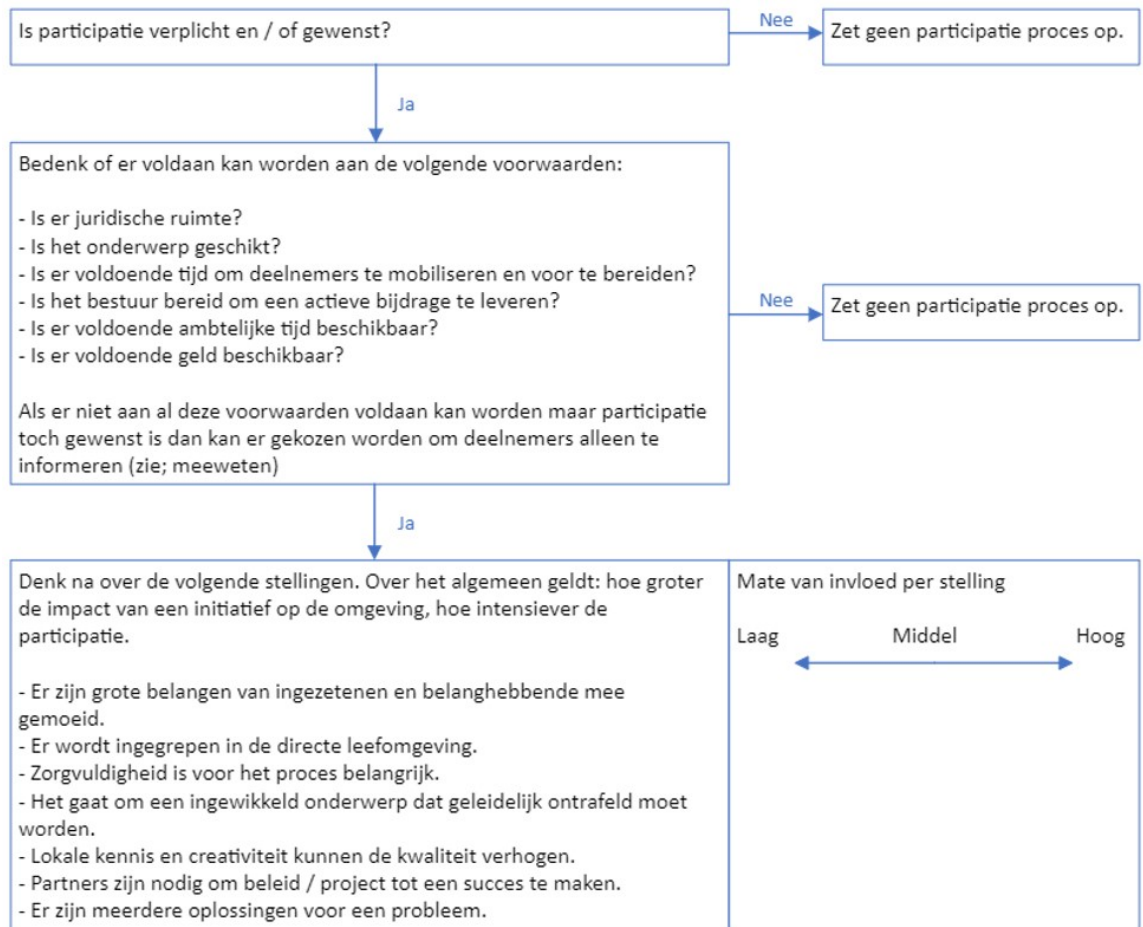 Is participatie verplicht en / of gewenst?
Nee
Zet geen participatie proces op.
Ja
Bedenk of er voldaan kan worden aan de volgende voorwaarden:
- Is er juridische ruimte?
- Is het onderwerp geschikt?
- Is er voldoende tijd om deelnemers te mobiliseren en voor te bereiden?
- Is het bestuur bereid om een actieve bijdrage te leveren?
- Is er voldoende ambtelijke tijd beschikbaar?
- Is er voldoende geld beschikbaar?
Als er niet aan al deze voorwaarden voldaan kan worden maar participatie
toch gewenst is dan kan er gekozen worden om deelnemers alleen te
informeren (zie; meeweten)
Nee
Zet geen participatie proces op.
Ja
Denk na over de volgende stellingen. Over het algemeen geldt: hoe groter
de impact van een initiatief op de omgeving, hoe intensiever de
participatie.
- Er zijn grote belangen van ingezetenen en belanghebbende mee
gemoeid.
- Er wordt ingegrepen in de directe leefomgeving.
- Zorgvuldigheid is voor het proces belangrijk.
- Het gaat om een ingewikkeld onderwerp dat geleidelijk ontrafeld moet
worden.
- Lokale kennis en creativiteit kunnen de kwaliteit verhogen.
- Partners zijn nodig om beleid / project tot een succes te maken.
- Er zijn meerdere oplossingen voor een probleem.
Mate van invloed per stelling
Laag Middel Hoog